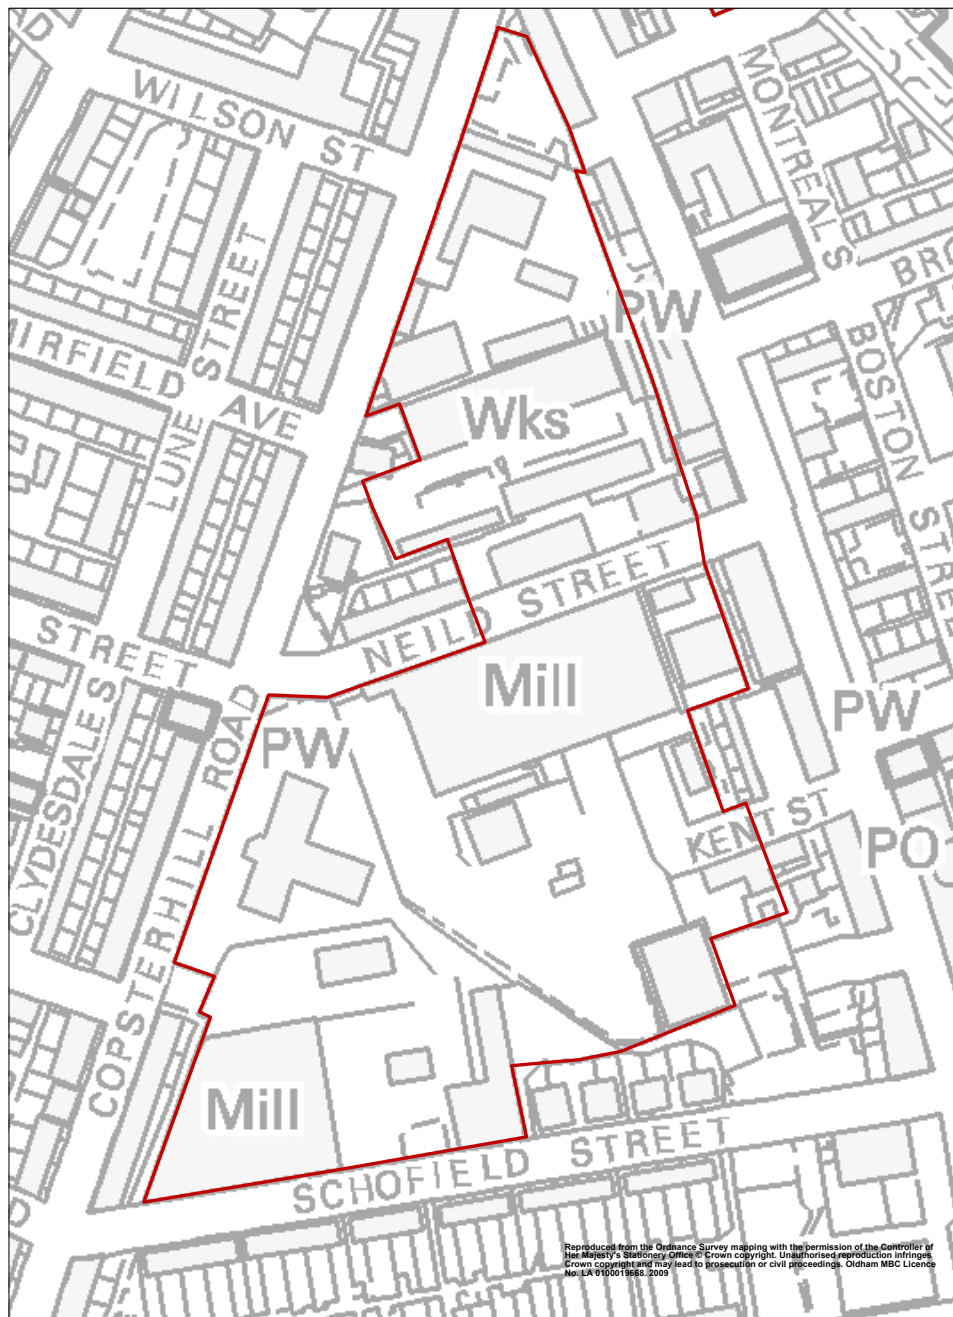 WILSON ST
MONTREAL S
BRO
MIRFIELD AVE
LUNE STREET
PW
BOSTON STREE
Wks
NEILD STREET
STREET
Mill
PW
PW
CLYDESDALE S
COPSTERHILL ROAD
KENT ST
PO
Mill
SCHOFIELD STREET
Reproduced from the Ordnance Survey mapping with the permission of the Controller of
Her Majesty's Stationery Office © Crown copyright. Unauthorised reproduction infringes
Crown copyright and may lead to prosecution or civil proceedings. Oldham MBC Licence
No. LA 0100019668. 2009